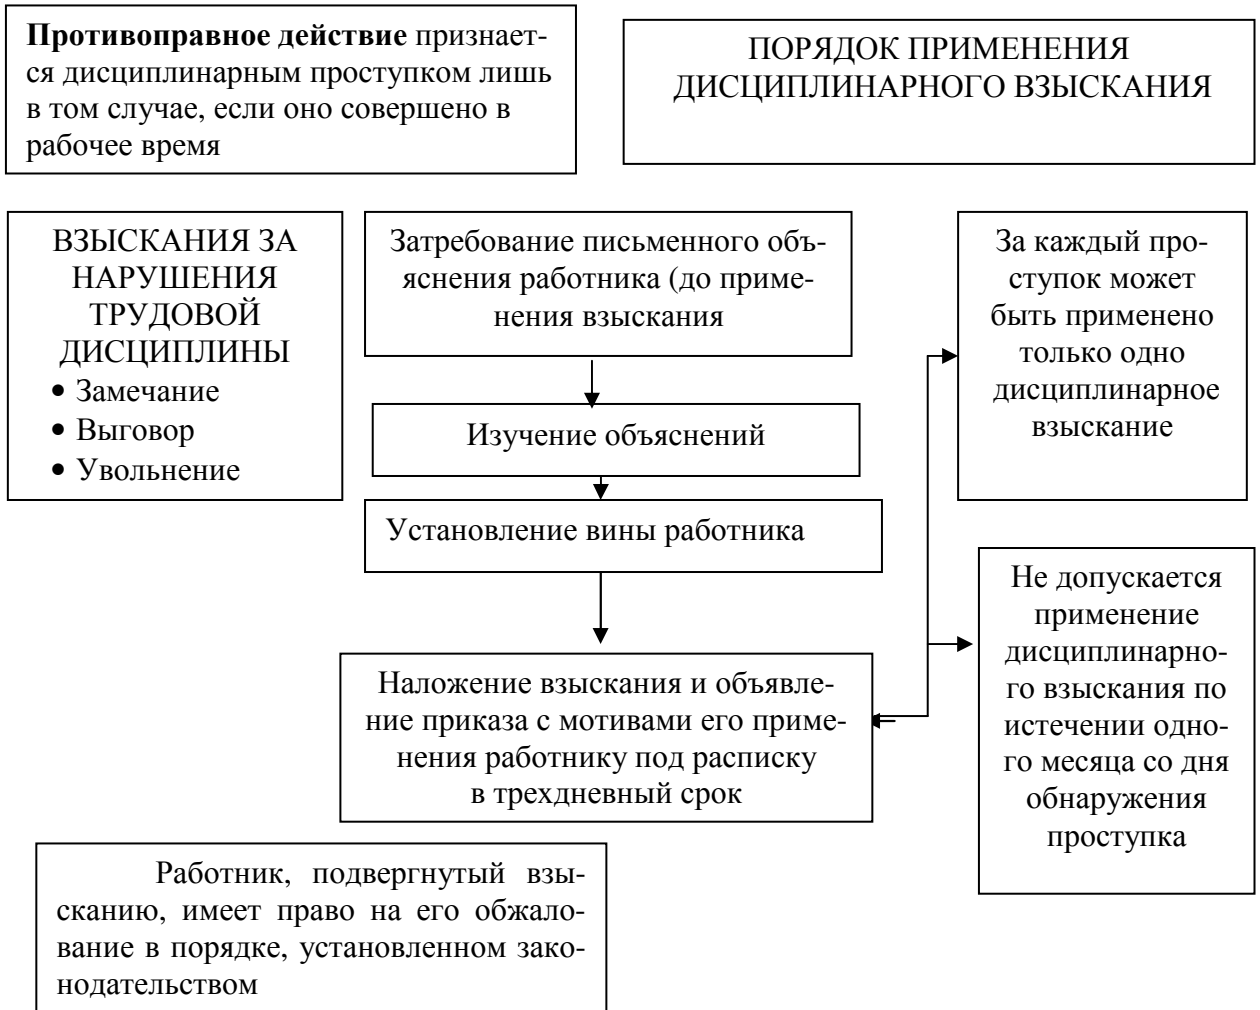 Противоправное действие признает-
ся дисциплинарным проступком лишь
в том случае, если оно совершено в
рабочее время
ПОРЯДОК ПРИМЕНЕНИЯ
ДИСЦИПЛИНАРНОГО ВЗЫСКАНИЯ
ВЗЫСКАНИЯ ЗА
НАРУШЕНИЯ
ТРУДОВОЙ
ДИСЦИПЛИНЫ
• Замечание
• Выговор
• Увольнение
Затребование письменного объ-
яснения работника (до приме-
нения взыскания
Изучение объяснений
Установление вины работника
Наложение взыскания и объявле-
ние приказа с мотивами его приме-
нения работнику под расписку
в трехдневный срок
За каждый про-
ступок может
быть применено
только одно
дисциплинарное
взыскание
Не допускается
применение
дисциплинарно-
го взыскания по
истечении одно-
го месяца со дня
обнаружения
проступка
Работник, подвергнутый взы-
сканию, имеет право на его обжало-
вание в порядке, установленном зако-
нодательством